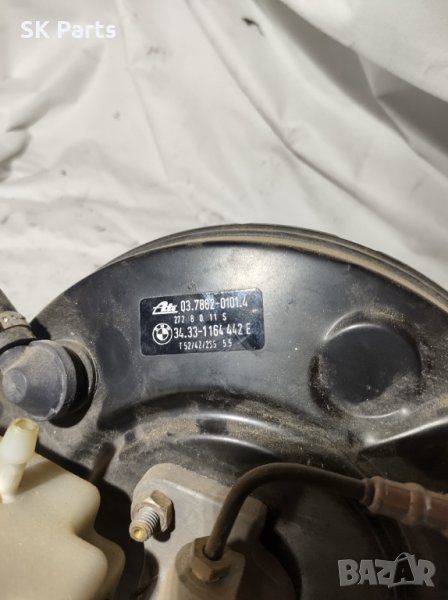 SK Parts
Ate 03.7862-0101.4
272 8 0 11 S
34.33-1164 442 E
T52/42/255 5.5
BAZAR